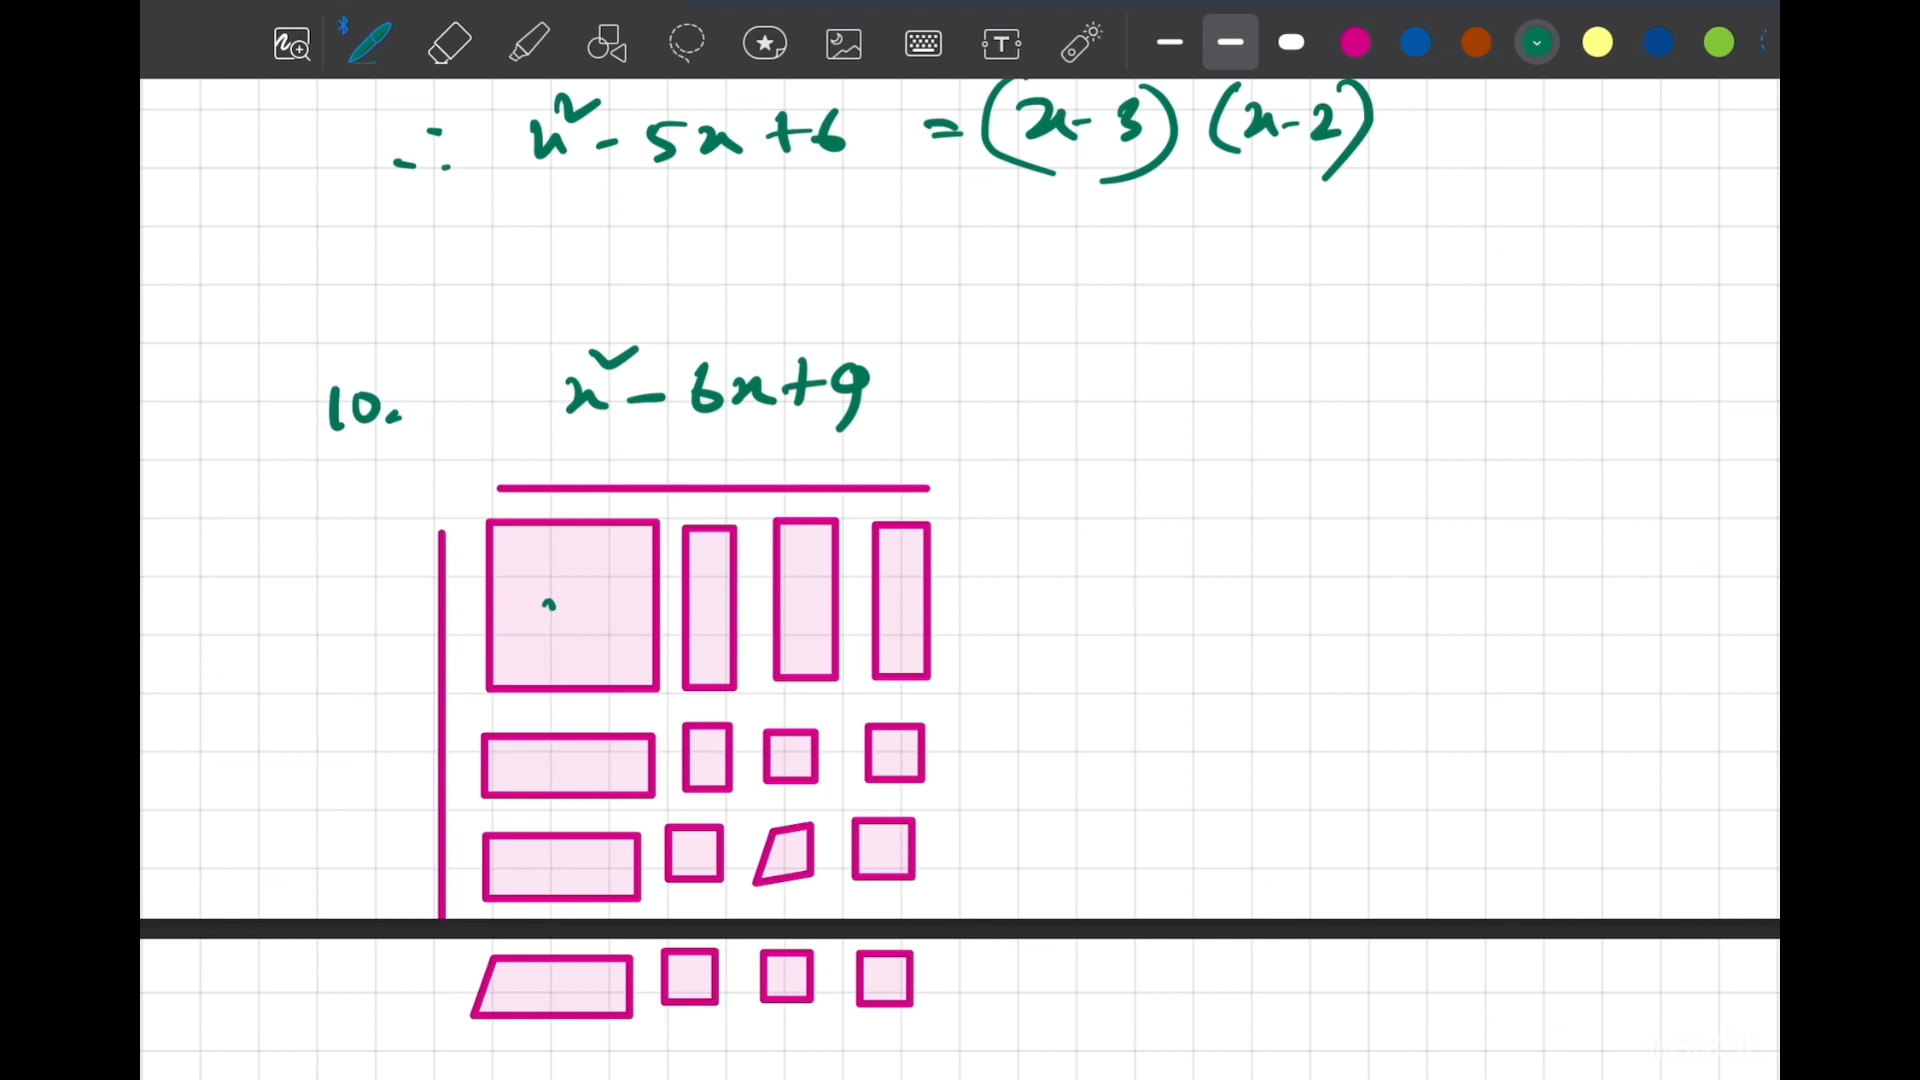 ∴ x² - 5x + 6 = (x - 3) (x - 2)
10. x² - 6x + 9